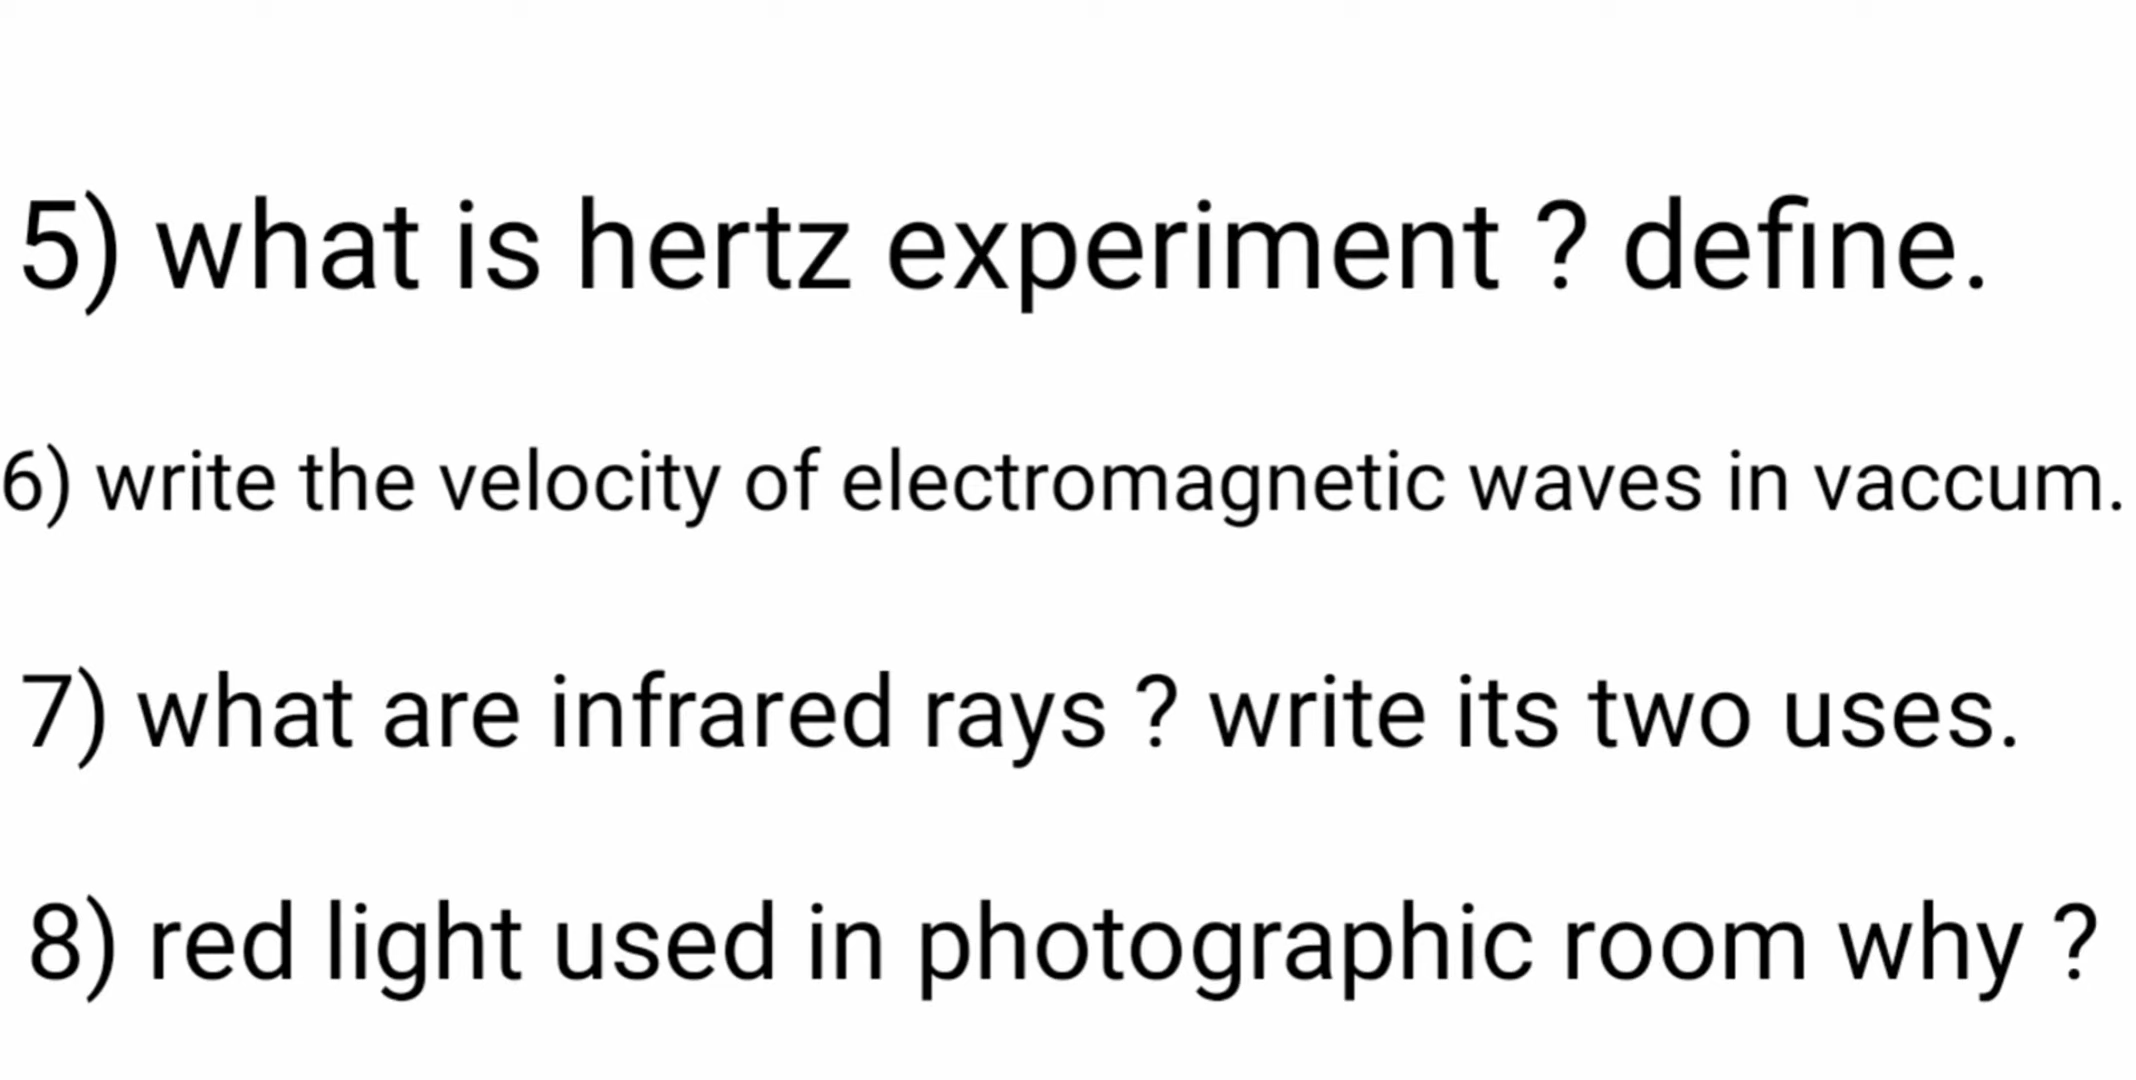 5) what is hertz experiment ? define.
6) write the velocity of electromagnetic waves in vaccum.
7) what are infrared rays ? write its two uses.
8) red light used in photographic room why ?